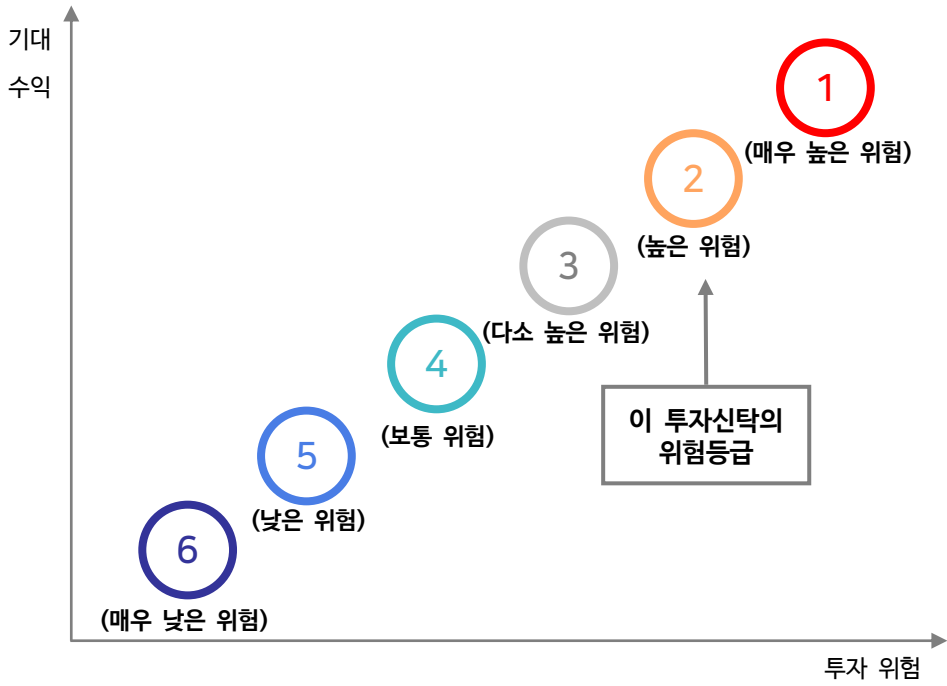 기대
수익
1
(매우 높은 위험)
2
(높은 위험)
3
(다소 높은 위험)
4
(보통 위험)
이 투자신탁의
위험등급
5
(낮은 위험)
6
(매우 낮은 위험)
투자 위험